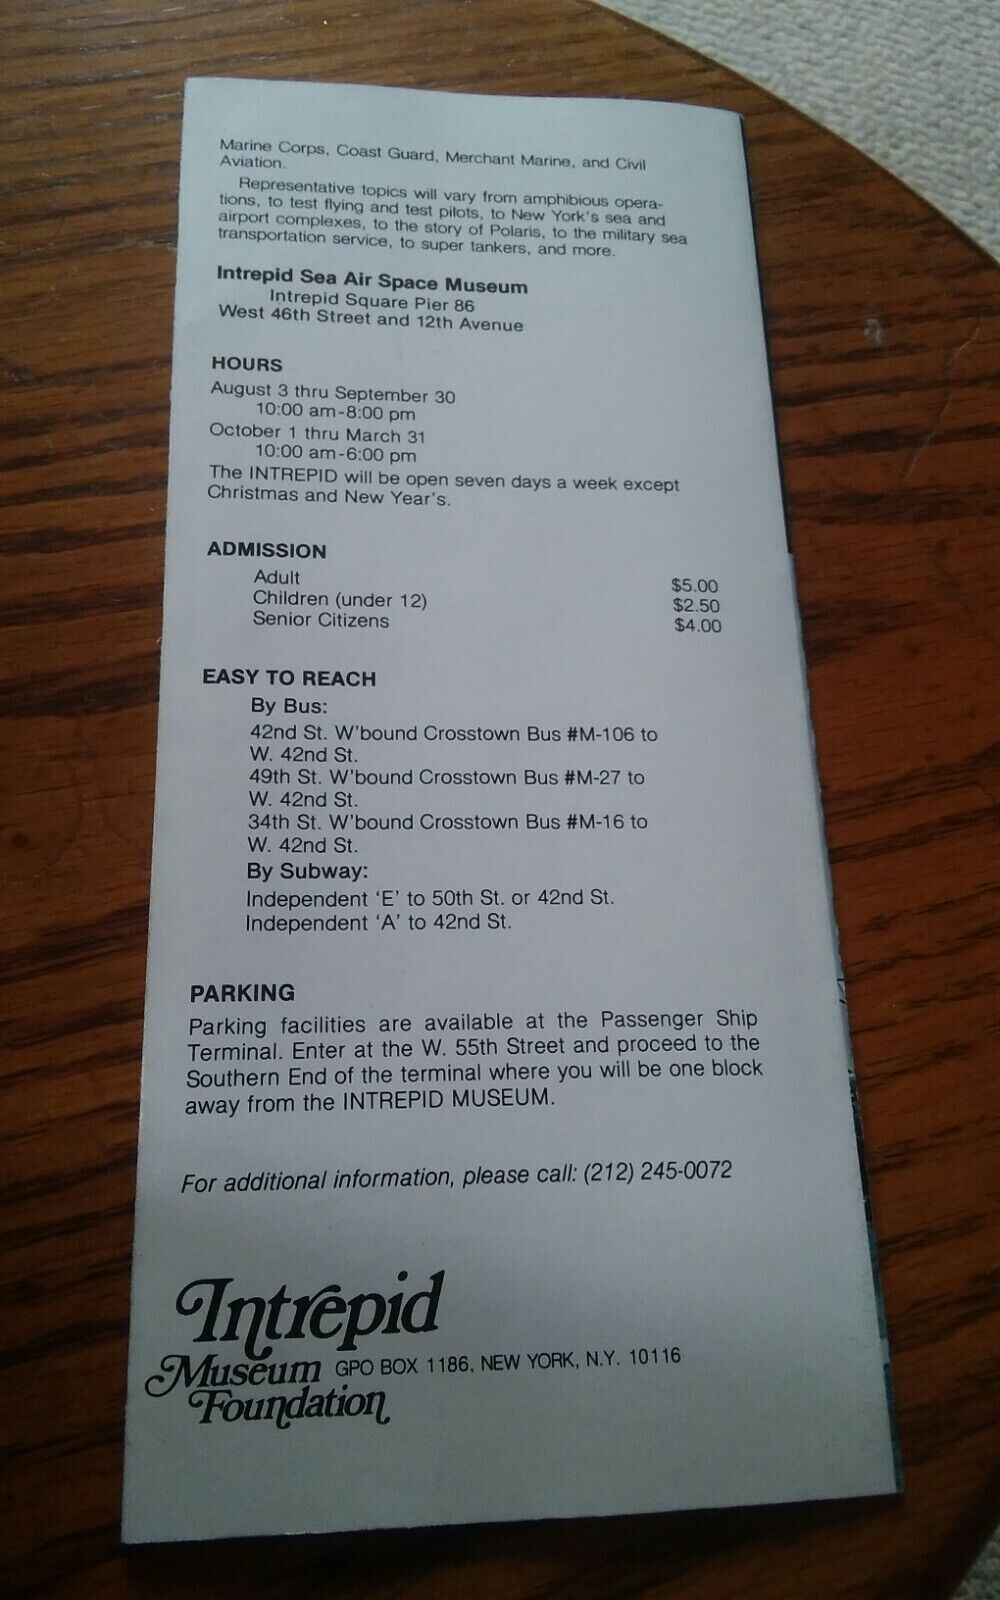 Marine Corps, Coast Guard, Merchant Marine, and Civil
Aviation.
Representative topics will vary from amphibious opera-
tions, to test flying and test pilots, to New York's sea and
airport complexes, to the story of Polaris, to the military sea
transportation service, to super tankers, and more.
Intrepid Sea Air Space Museum
Intrepid Square Pier 86
West 46th Street and 12th Avenue
HOURS
August 3 thru September 30
10:00 am-8:00 pm
October 1 thru March 31
10:00 am-6:00 pm
The INTREPID will be open seven days a week except
Christmas and New Year's.
ADMISSION
Adult $5.00
Children (under 12) $2.50
Senior Citizens $4.00
EASY TO REACH
By Bus:
42nd St. W'bound Crosstown Bus #M-106 to
W. 42nd St.
49th St. W'bound Crosstown Bus #M-27 to
W. 42nd St.
34th St. W'bound Crosstown Bus #M-16 to
W. 42nd St.
By Subway:
Independent 'E' to 50th St. or 42nd St.
Independent 'A' to 42nd St.
PARKING
Parking facilities are available at the Passenger Ship
Terminal. Enter at the W. 55th Street and proceed to the
Southern End of the terminal where you will be one block
away from the INTREPID MUSEUM.
For additional information, please call: (212) 245-0072
Intrepid
Museum GPO BOX 1186, NEW YORK, N.Y. 10116
Foundation